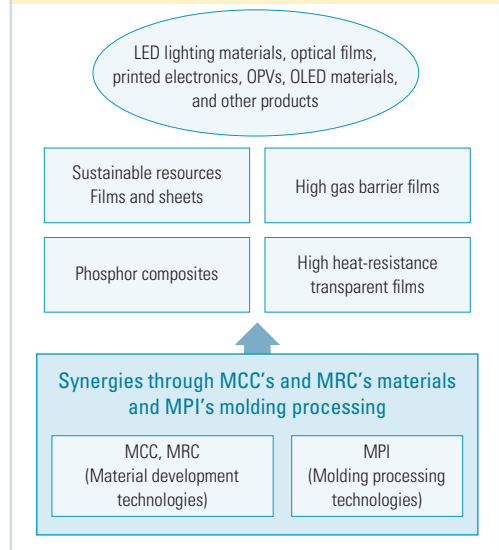 LED lighting materials, optical films,
printed electronics, OPVs, OLED materials,
and other products
Sustainable resources
Films and sheets
High gas barrier films
Phosphor composites
High heat-resistance
transparent films
Synergies through MCC's and MRC's materials
and MPI's molding processing
MCC, MRC
(Material development
technologies)
MPI
(Molding processing
technologies)